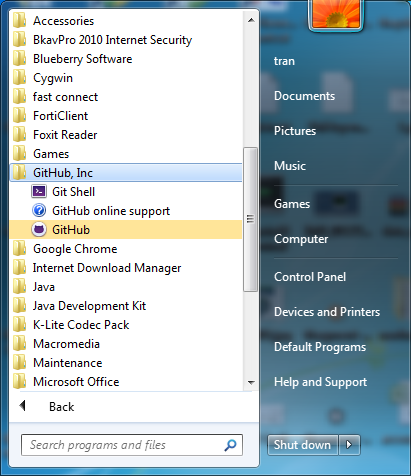 Accessories
BkavPro 2010 Internet Security
Blueberry Software
Cygwin
fast connect
FortiClient
Foxit Reader
Games
GitHub, Inc
Git Shell
GitHub online support
GitHub
Google Chrome
Internet Download Manager
Java
Java Development Kit
K-Lite Codec Pack
Macromedia
Maintenance
Microsoft Office
Back
Search programs and files
tran
Documents
Pictures
Music
Games
Computer
Control Panel
Devices and Printers
Default Programs
Help and Support
Shut down